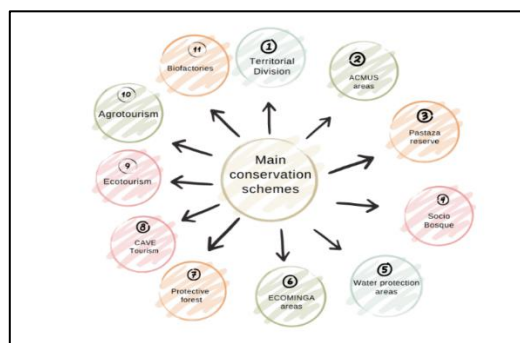 Main
conservation
schemes
1
Territorial
Division
2
ACMUS
areas
3
Pastaza
reserve
4
Socio
Bosque
5
Water protection
areas
6
ECOMINGA
areas
7
Protective
forest
8
CAVE
Tourism
9
Ecotourism
10
Agrotourism
11
Biofactories